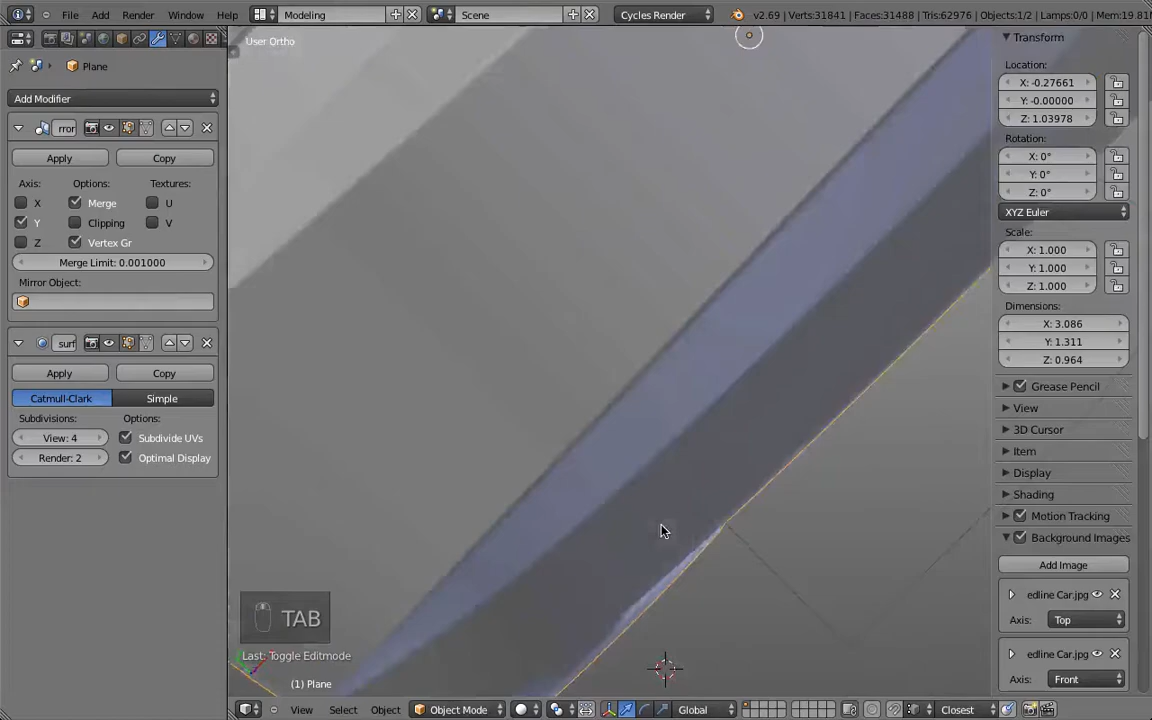 File Add Render Window Help Modeling Scene Cycles Render v2.69 | Verts:31841 | Faces:31488 | Tris:62976 | Objects:1/2 | Lamps:0/0 | Mem:19.81
User Ortho
Plane
Add Modifier
rror
Apply Copy
Axis: Options: Textures:
X Merge U
Y Clipping V
Z Vertex Gr
Merge Limit: 0.001000
Mirror Object:
surf
Apply Copy
Catmull-Clark Simple
Subdivisions: Options:
View: 4 Subdivide UVs
Render: 2 Optimal Display
TAB
Last: Toggle Editmode
(1) Plane
View Select Object Object Mode Global Closest
Transform
Location:
X: -0.27661
Y: -0.00000
Z: 1.03978
Rotation:
X: 0°
Y: 0°
Z: 0°
XYZ Euler
Scale:
X: 1.000
Y: 1.000
Z: 1.000
Dimensions:
X: 3.086
Y: 1.311
Z: 0.964
Grease Pencil
View
3D Cursor
Item
Display
Shading
Motion Tracking
Background Images
Add Image
edline Car.jpg
Axis: Top
edline Car.jpg
Axis: Front